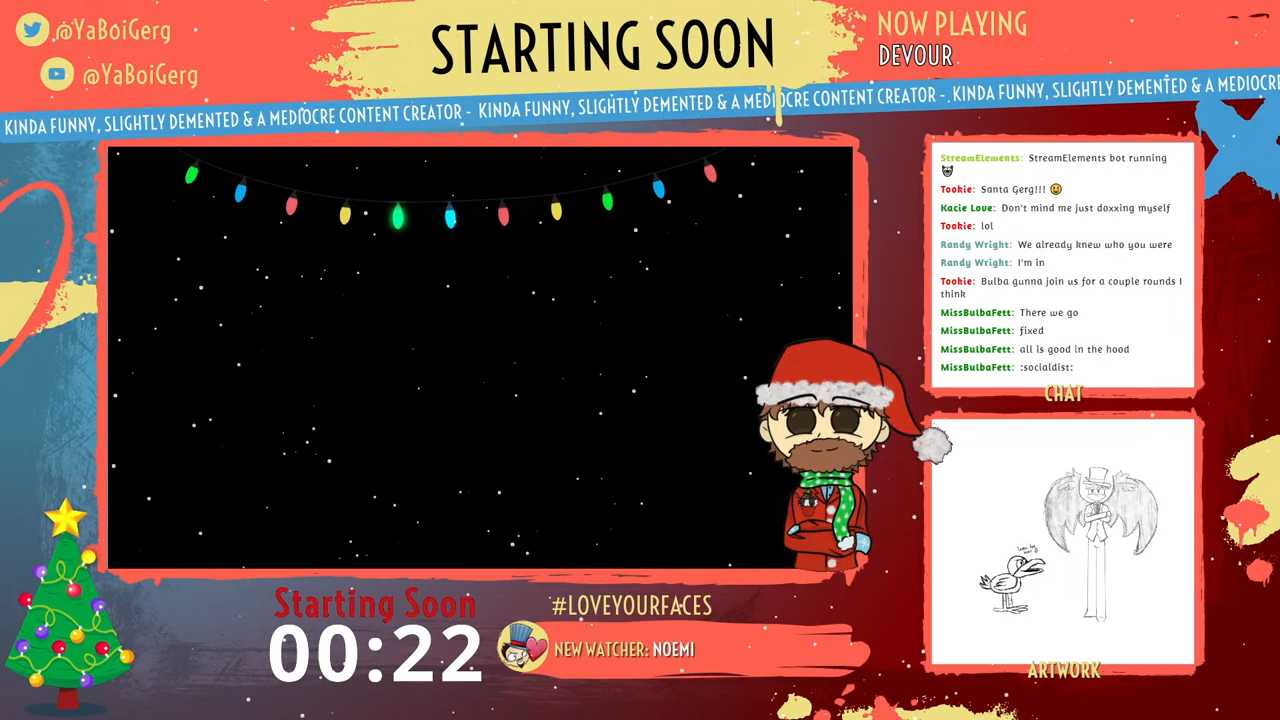 @YaBoiGerg
@YaBoiGerg
STARTING SOON
NOW PLAYING
DEVOUR
KINDA FUNNY, SLIGHTLY DEMENTED & A MEDIOCRE CONTENT CREATOR - KINDA FUNNY, SLIGHTLY DEMENTED & A MEDIOCRE CONTENT CREATOR - KINDA FUNNY, SLIGHTLY DEMENTED & A MEDIOCRE
StreamElements: StreamElements bot running
Tookie: Santa Gerg!!!
Kacie Love: Don't mind me just doxxing myself
Tookie: lol
Randy Wright: We already knew who you were
Randy Wright: I'm in
Tookie: Bulba gunna join us for a couple rounds I
think
MissBulbaFett: There we go
MissBulbaFett: fixed
MissBulbaFett: all is good in the hood
MissBulbaFett: :socialdist:
CHAT
ARTWORK
Starting Soon
00:22
#LOVEYOURFACES
NEW WATCHER: NOEMI